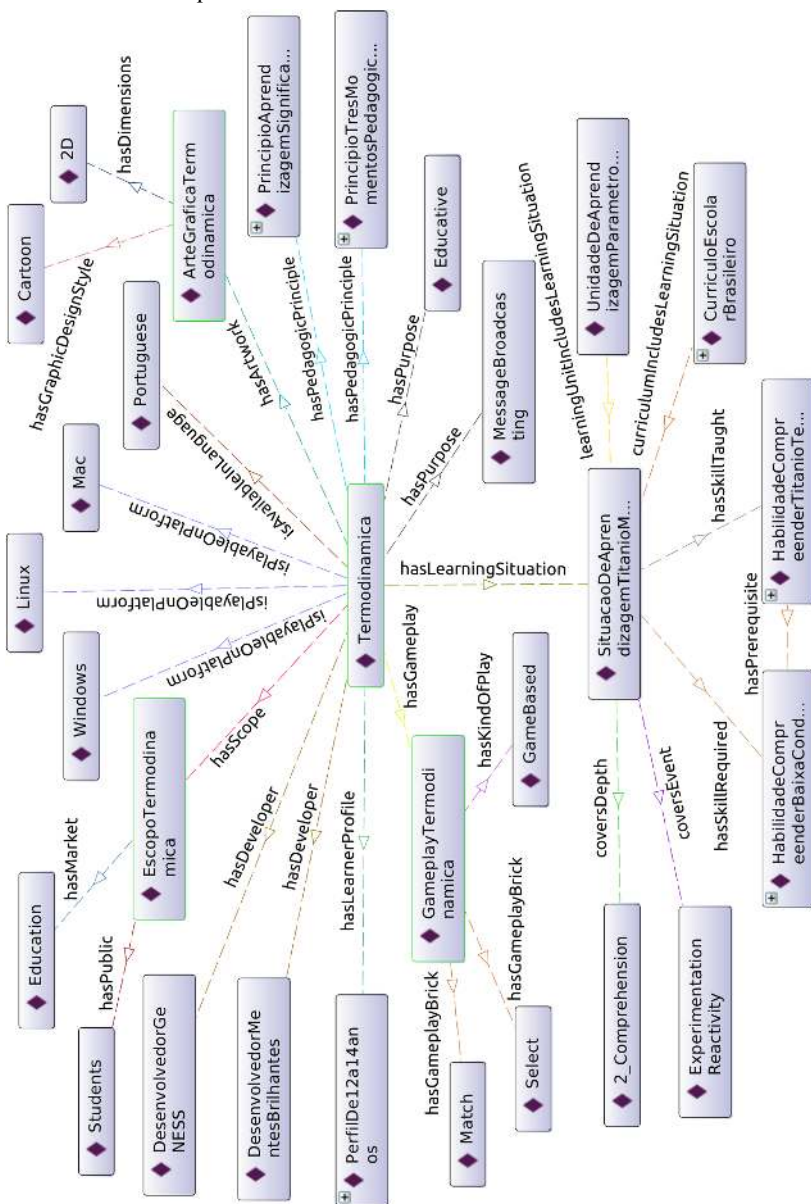 Cartoon
2D
hasGraphicDesignStyle
hasDimensions
ArteGraficaTerm
odinamica
PrincipioAprend
izagemSignifica...
PrincipioTresMo
mentosPedagogic...
Educative
MessageBroadcas
ting
UnidadeDeAprend
izagemParametro...
CurriculoEscola
rBrasileiro
Portuguese
Mac
Linux
Windows
hasArtwork
hasPedagogicPrinciple
hasPedagogicPrinciple
isAvailableInLanguage
isPlayableOnPlatform
isPlayableOnPlatform
isPlayableOnPlatform
hasPurpose
hasPurpose
learningUnitIncludesLearningSituation
curriculumIncludesLearningSituation
Termodinamica
hasLearningSituation
SituacaoDeApren
dizagemTitanioM...
hasSkillTaught
HabilidadeCompr
eenderTitanioTe...
hasPrerequisite
HabilidadeCompr
eenderBaixaCond...
hasSkillRequired
hasScope
EscopoTermodina
mica
hasMarket
Education
hasPublic
Students
hasDeveloper
hasDeveloper
DesenvolvedorGe
NESS
DesenvolvedorMe
ntesBrilhantes
hasLearnerProfile
PerfilDe12a14an
os
hasGameplay
GameplayTermodi
namica
hasKindOfPlay
GameBased
hasGameplayBrick
hasGameplayBrick
Match
Select
coversDepth
coversEvent
2_Comprehension
Experimentation
Reactivity